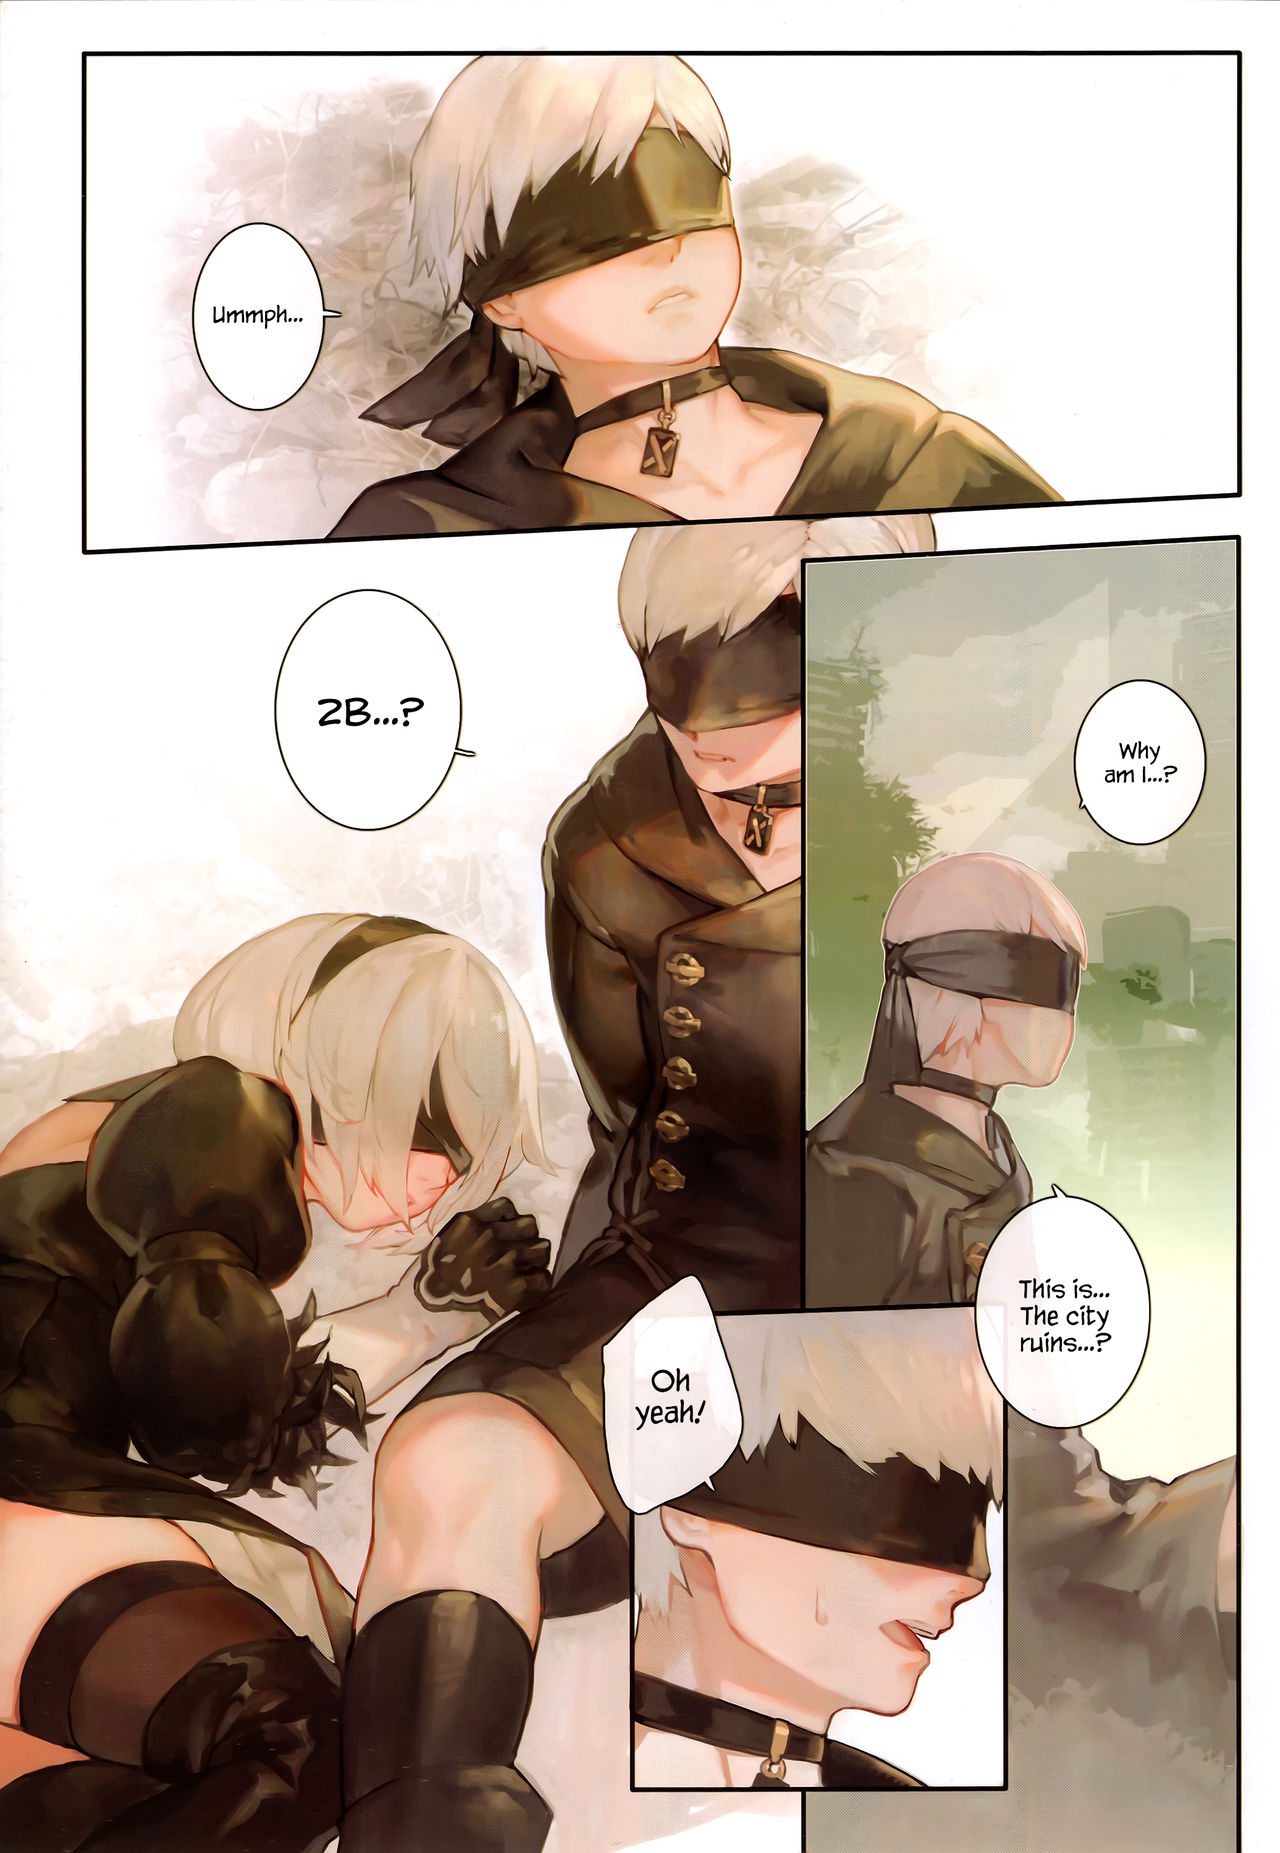 Ummph...
Why
am I...?
This is...
The city
ruins...?
Oh
yeah!
2B...?